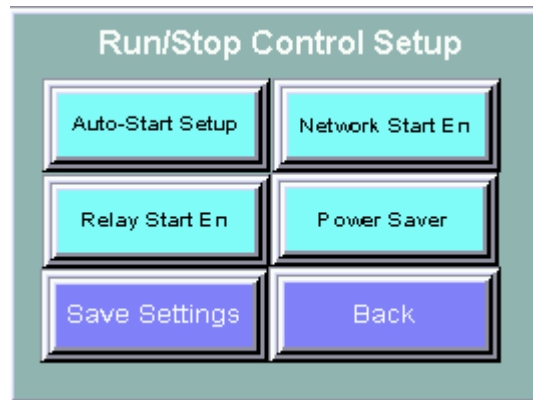 Run/Stop Control Setup
Auto-Start Setup
Network Start En
Relay Start En
Power Saver
Save Settings
Back